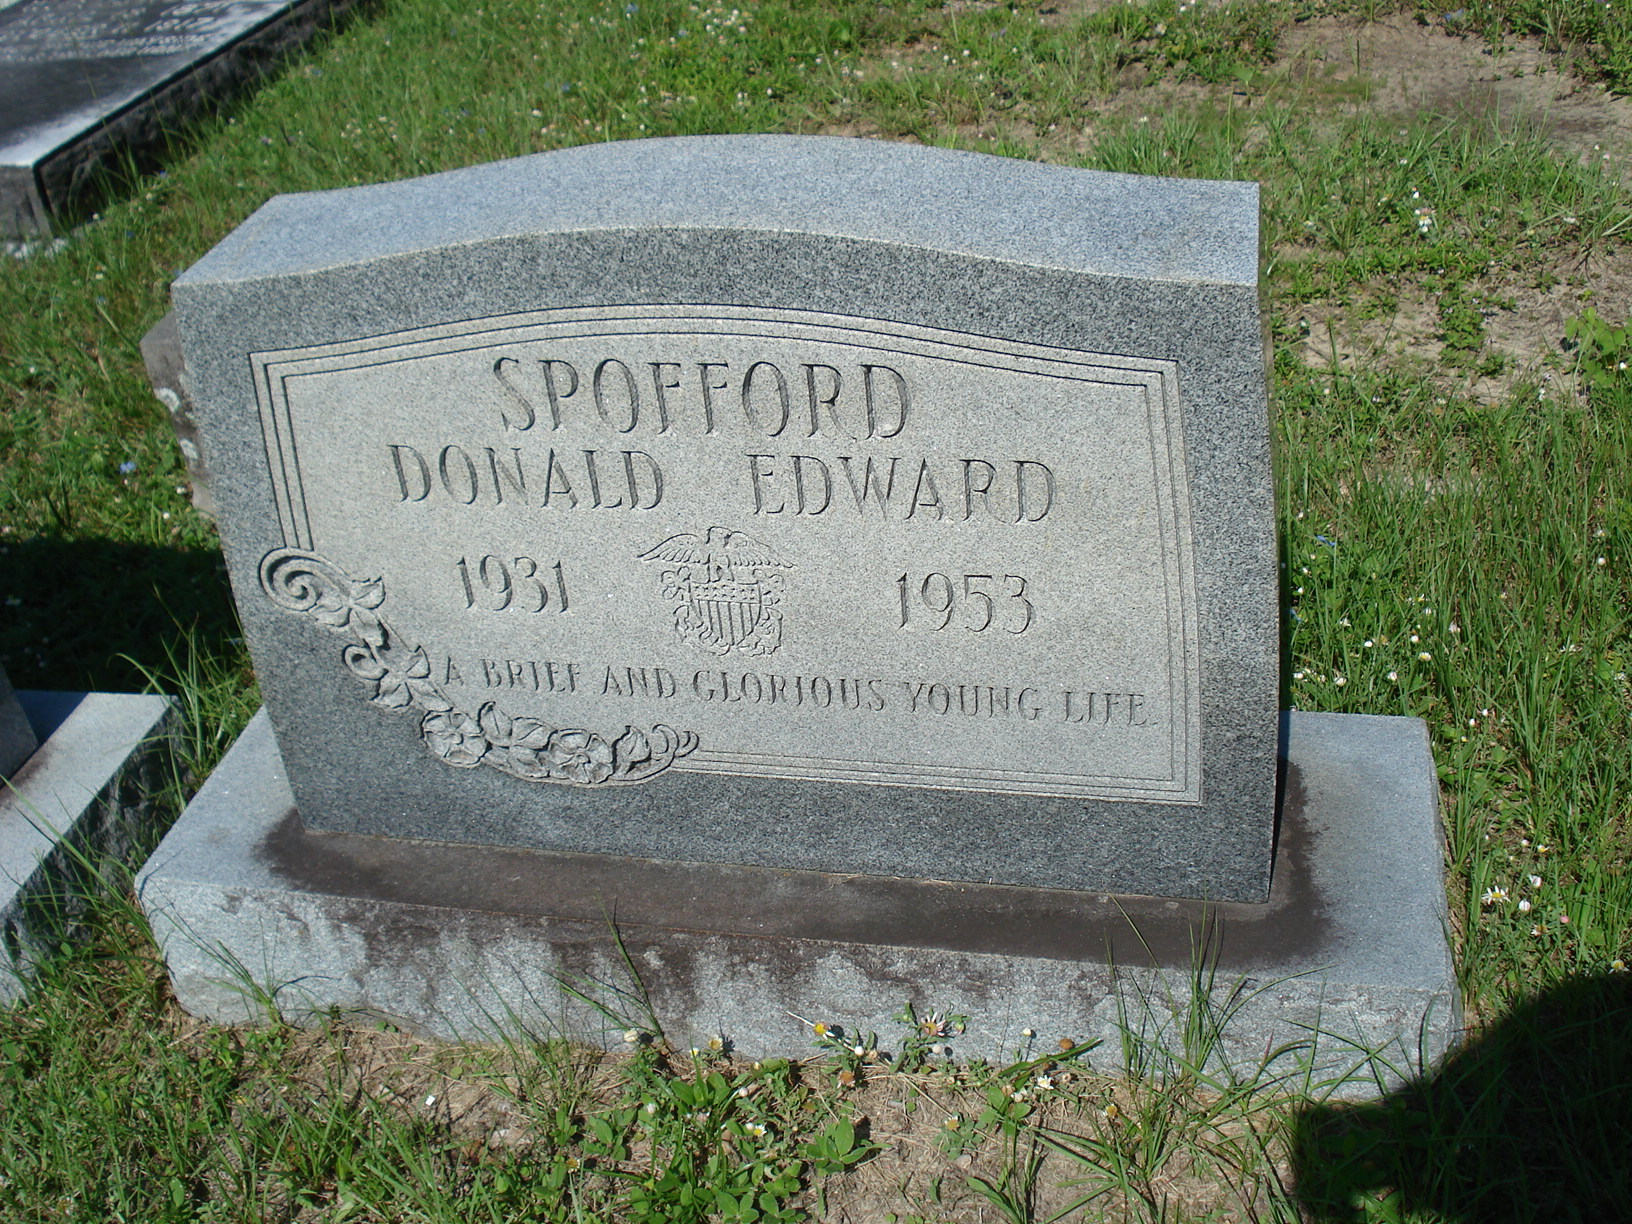 SPOFFORD
DONALD EDWARD
1931 1953
A BRIEF AND GLORIOUS YOUNG LIFE.